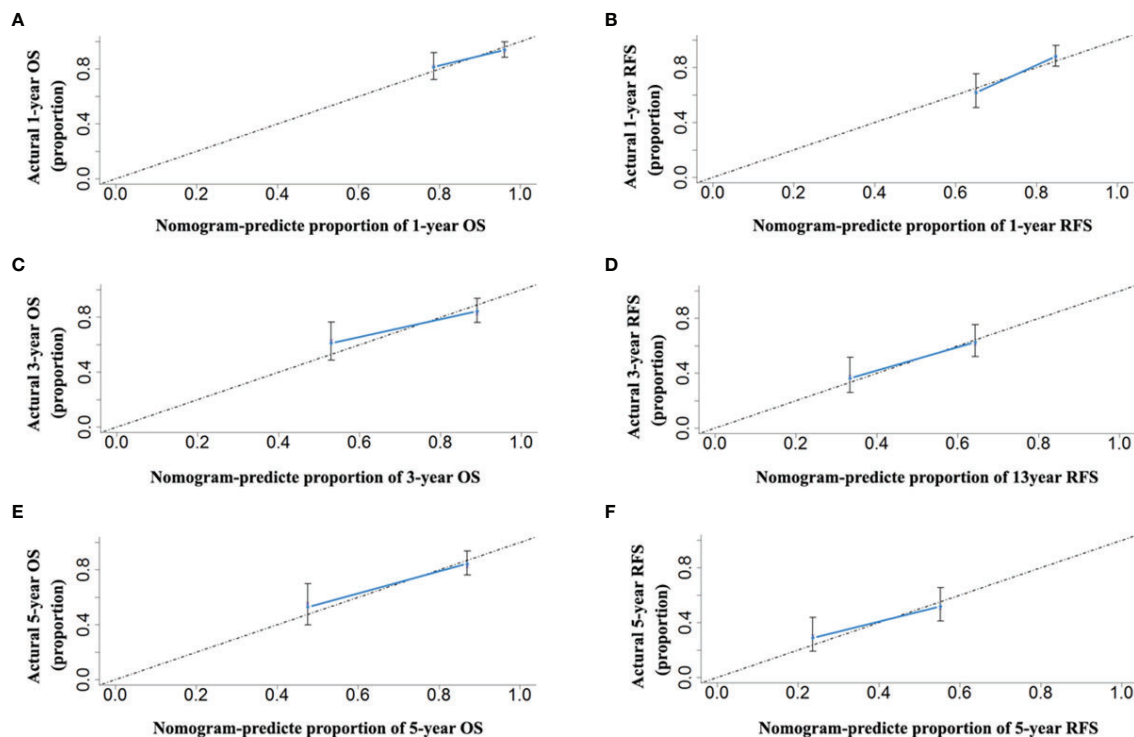 A
Actural 1-year OS
(proportion)
0.0 0.4 0.8
0.0 0.2 0.4 0.6 0.8 1.0
Nomogram-predicte proportion of 1-year OS
B
Actural 1-year RFS
(proportion)
0.0 0.4 0.8
0.0 0.2 0.4 0.6 0.8 1.0
Nomogram-predicte proportion of 1-year RFS
C
Actural 3-year OS
(proportion)
0.0 0.4 0.8
0.0 0.2 0.4 0.6 0.8 1.0
Nomogram-predicte proportion of 3-year OS
D
Actural 3-year RFS
(proportion)
0.0 0.4 0.8
0.0 0.2 0.4 0.6 0.8 1.0
Nomogram-predicte proportion of 13year RFS
E
Actural 5-year OS
(proportion)
0.0 0.4 0.8
0.0 0.2 0.4 0.6 0.8 1.0
Nomogram-predicte proportion of 5-year OS
F
Actural 5-year RFS
(proportion)
0.0 0.4 0.8
0.0 0.2 0.4 0.6 0.8 1.0
Nomogram-predicte proportion of 5-year RFS